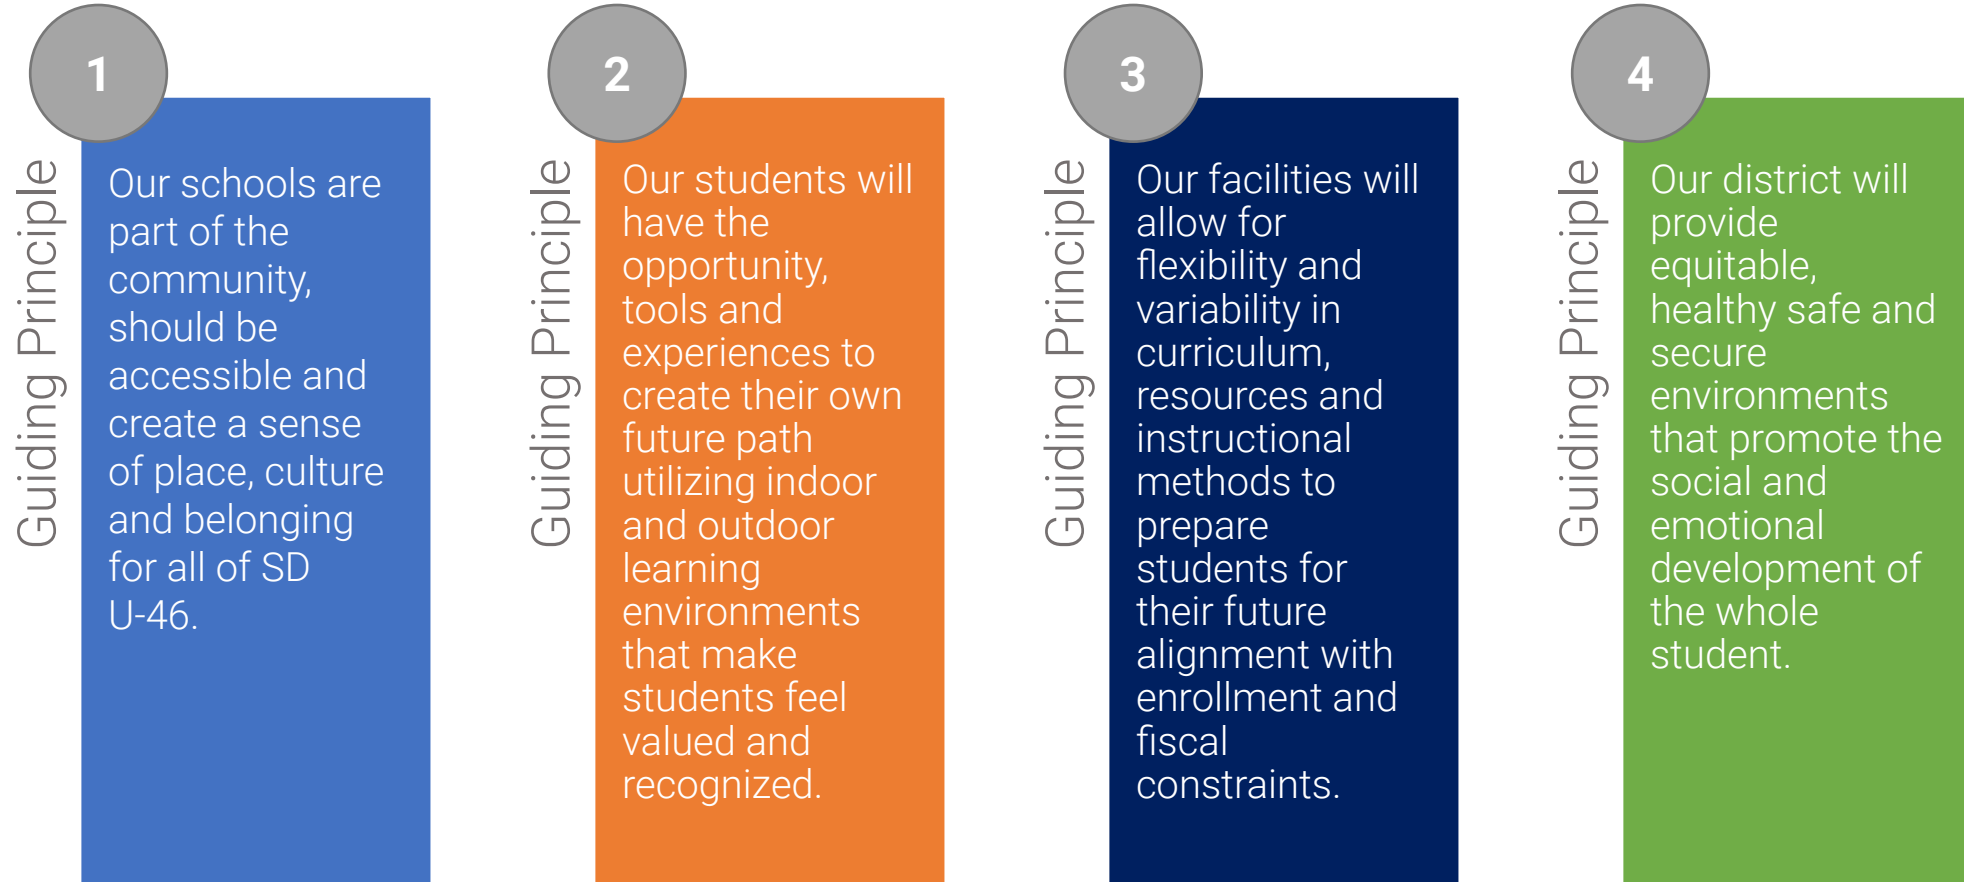 1
Guiding Principle
Our schools are
part of the
community,
should be
accessible and
create a sense
of place, culture
and belonging
for all of SD
U-46.
2
Guiding Principle
Our students will
have the
opportunity,
tools and
experiences to
create their own
future path
utilizing indoor
and outdoor
learning
environments
that make
students feel
valued and
recognized.
3
Guiding Principle
Our facilities will
allow for
flexibility and
variability in
curriculum,
resources and
instructional
methods to
prepare
students for
their future
alignment with
enrollment and
fiscal
constraints.
4
Guiding Principle
Our district will
provide
equitable,
healthy safe and
secure
environments
that promote the
social and
emotional
development of
the whole
student.